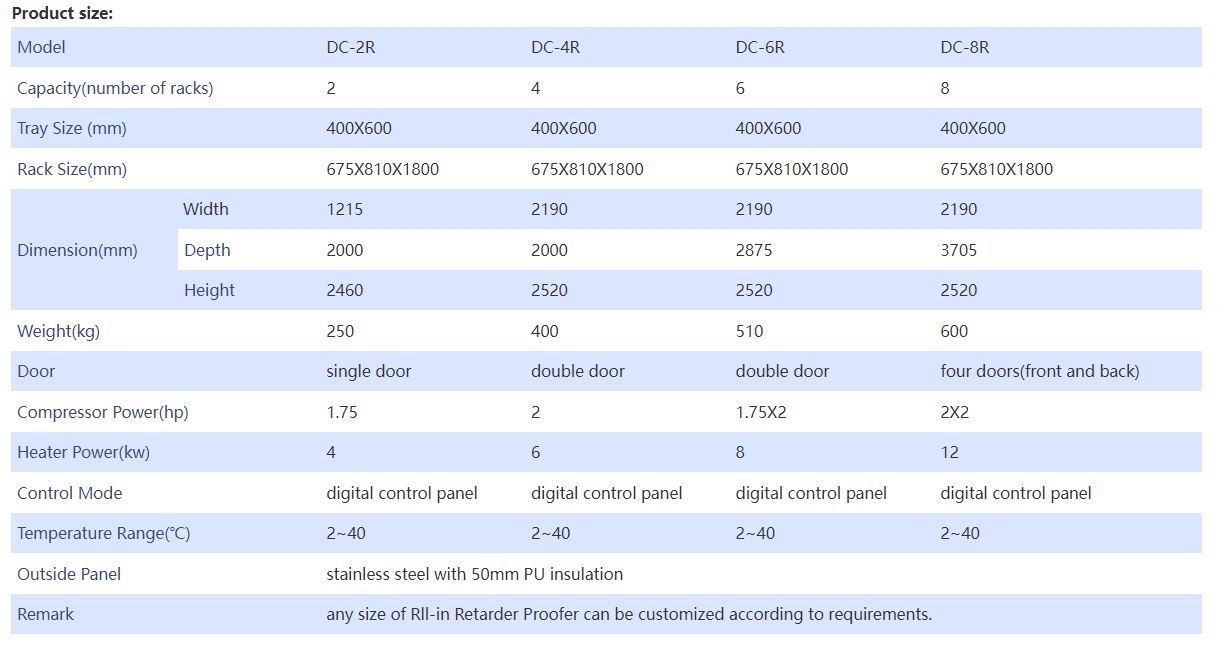 Product size:
Model DC-2R DC-4R DC-6R DC-8R
Capacity(number of racks) 2 4 6 8
Tray Size (mm) 400X600 400X600 400X600 400X600
Rack Size(mm) 675X810X1800 675X810X1800 675X810X1800 675X810X1800
Width 1215 2190 2190 2190
Dimension(mm) Depth 2000 2000 2875 3705
Height 2460 2520 2520 2520
Weight(kg) 250 400 510 600
Door single door double door double door four doors(front and back)
Compressor Power(hp) 1.75 2 1.75X2 2X2
Heater Power(kw) 4 6 8 12
Control Mode digital control panel digital control panel digital control panel digital control panel
Temperature Range(℃) 2~40 2~40 2~40 2~40
Outside Panel stainless steel with 50mm PU insulation
Remark any size of Rll-in Retarder Proofer can be customized according to requirements.